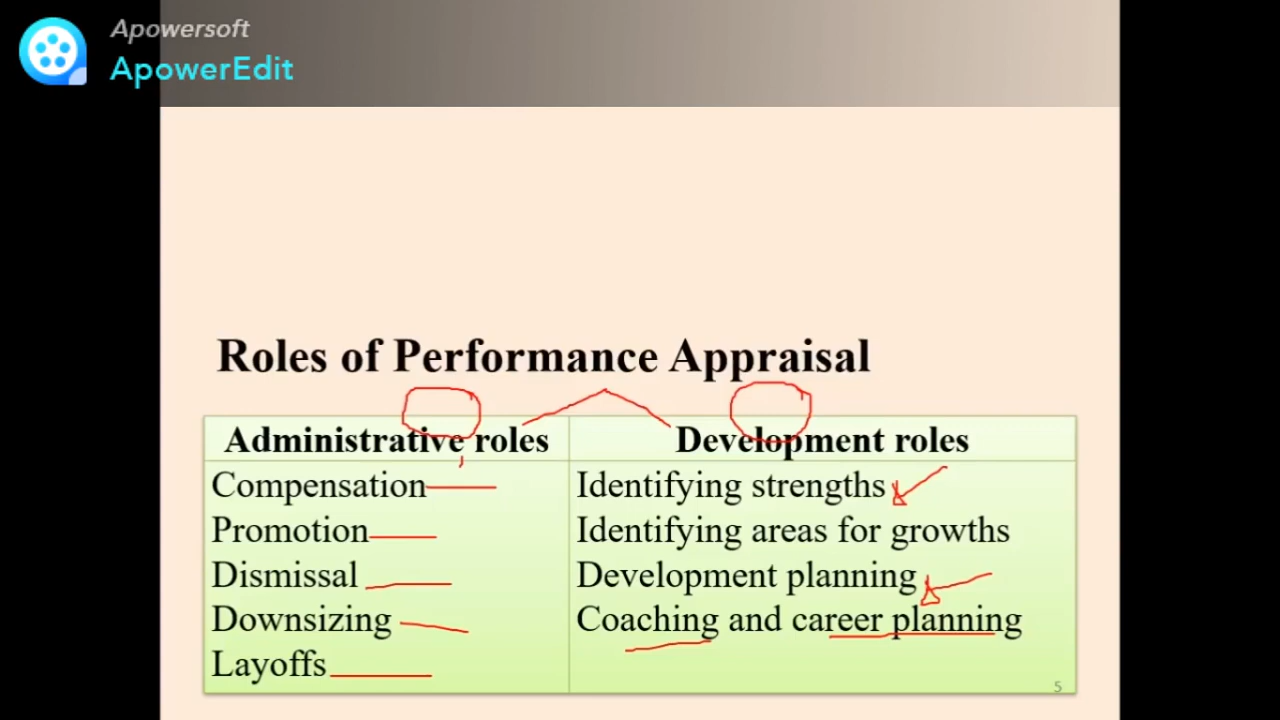 Apowersoft
ApowerEdit
Roles of Performance Appraisal
Administrative roles
Development roles
Compensation
Identifying strengths
Promotion
Identifying areas for growths
Dismissal
Development planning
Downsizing
Coaching and career planning
Layoffs
5